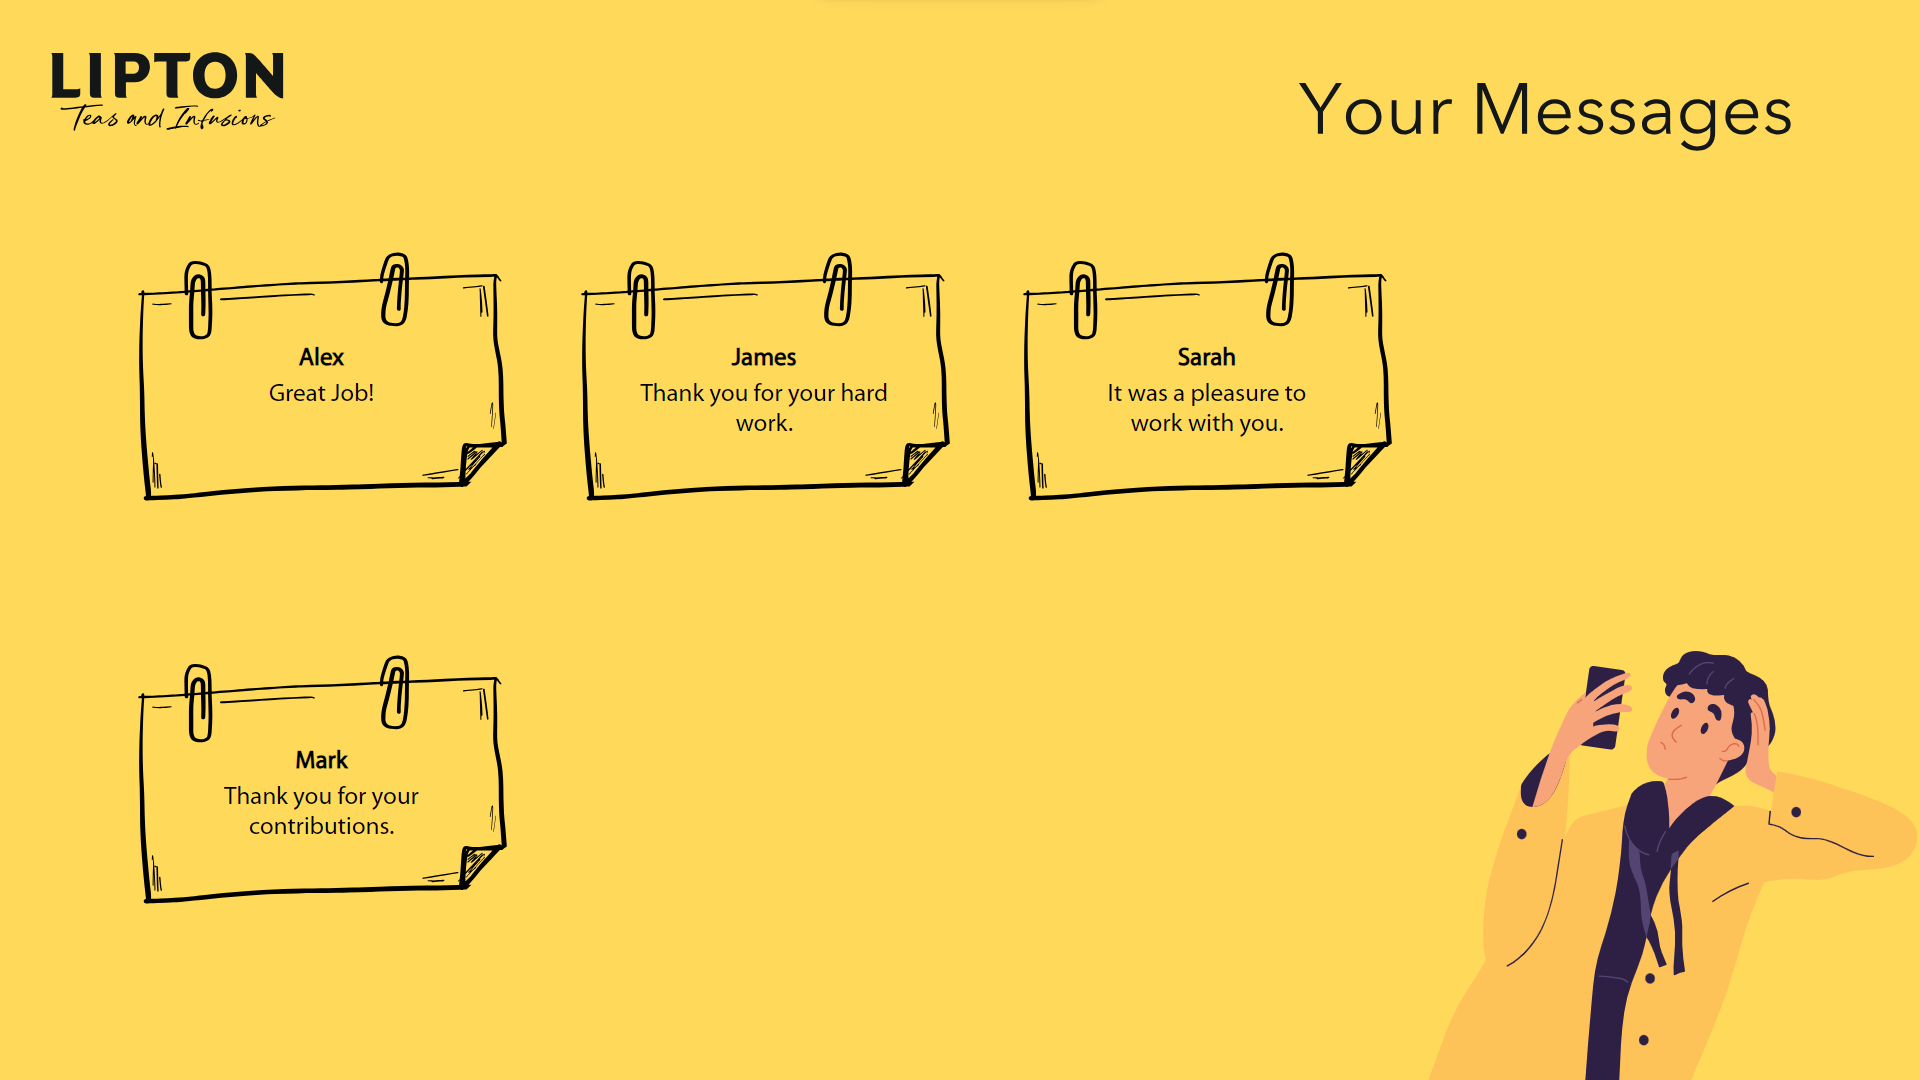 LIPTON
Teas and Infusions
Your Messages
Alex
Great Job!
James
Thank you for your hard
work.
Sarah
It was a pleasure to
work with you.
Mark
Thank you for your
contributions.